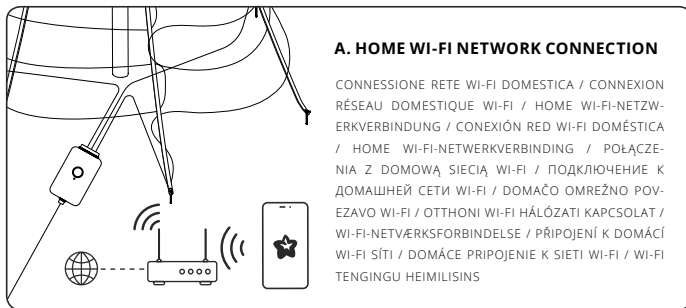 A. HOME WI-FI NETWORK CONNECTION
CONNESSIONE RETE WI-FI DOMESTICA / CONNEXION
RÉSEAU DOMESTIQUE WI-FI / HOME WI-FI-NETZW-
ERKVERBINDUNG / CONEXIÓN RED WI-FI DOMÉSTICA
/ HOME WI-FI-NETWERKVERBINDING / POŁĄCZE-
NIA Z DOMOWĄ SIECIĄ WI-FI / ПОДКЛЮЧЕНИЕ К
ДОМАШНЕЙ СЕТИ WI-FI / DOMAČO OMREŽNO POV-
EZAVO WI-FI / OTTHONI WI-FI HÁLÓZATI KAPCSOLAT /
WI-FI-NETVÆRKSFORBINDELSE / PŘIPOJENÍ K DOMÁCÍ
WI-FI SÍTI / DOMÁCE PRIPOJENIE K SIETI WI-FI / WI-FI
TENGINGU HEIMILISINS